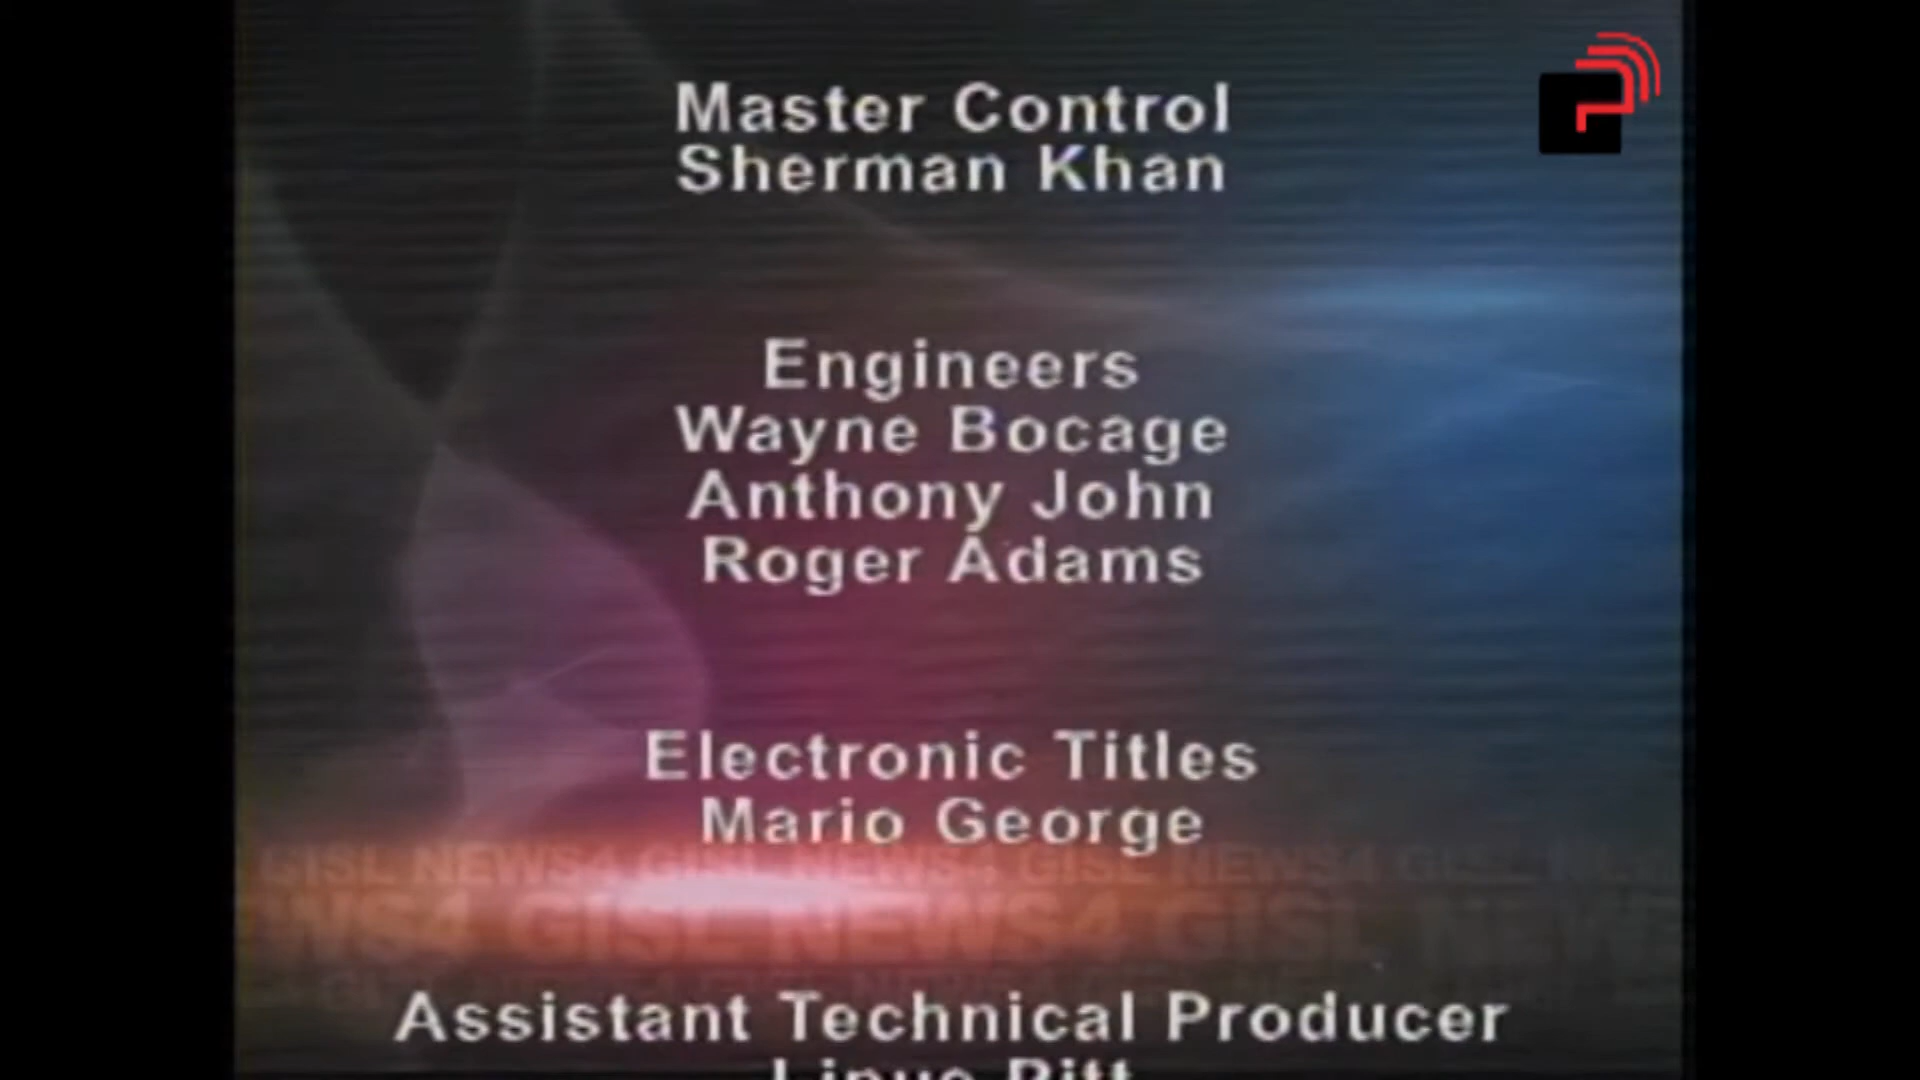 Master Control
Sherman Khan
Engineers
Wayne Bocage
Anthony John
Roger Adams
Electronic Titles
Mario George
GISL NEWS4 GISL NEWS4 GISL NEWS4 GISL
NEWS4 GISL NEWS4 GISL NEWS
Assistant Technical Producer